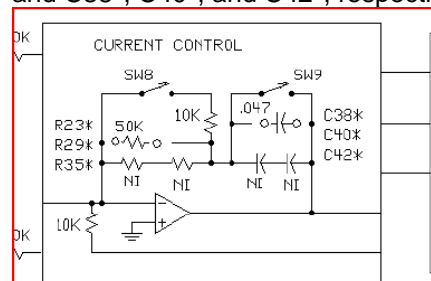 and C38*, C40*, and C42*, respecti
0K
CURRENT CONTROL
SW8
SW9
10K
.047
R23*
50K
C38*
R29*
C40*
R35*
C42*
NI NI
NI NI
10K
-
+
0K